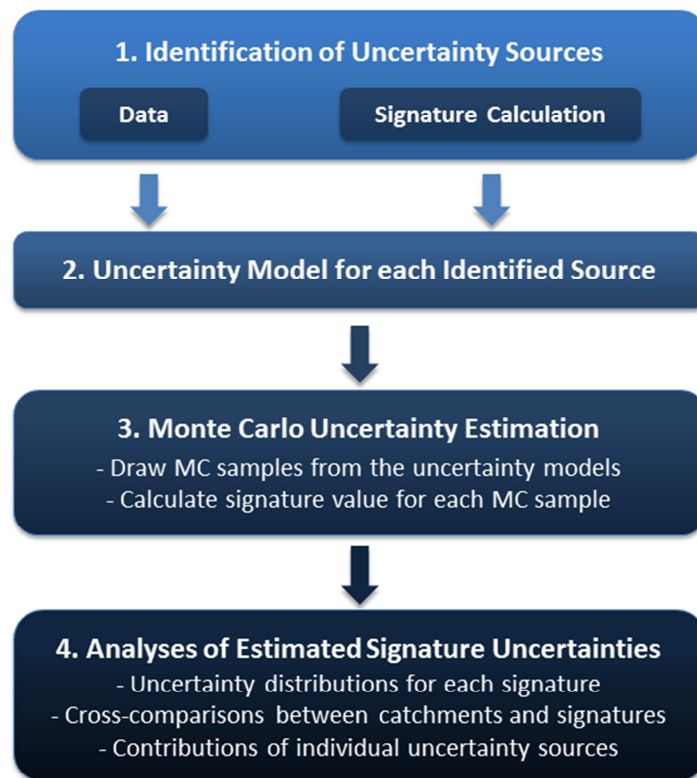 1. Identification of Uncertainty Sources
Data
Signature Calculation
2. Uncertainty Model for each Identified Source
3. Monte Carlo Uncertainty Estimation
- Draw MC samples from the uncertainty models
- Calculate signature value for each MC sample
4. Analyses of Estimated Signature Uncertainties
- Uncertainty distributions for each signature
- Cross-comparisons between catchments and signatures
- Contributions of individual uncertainty sources